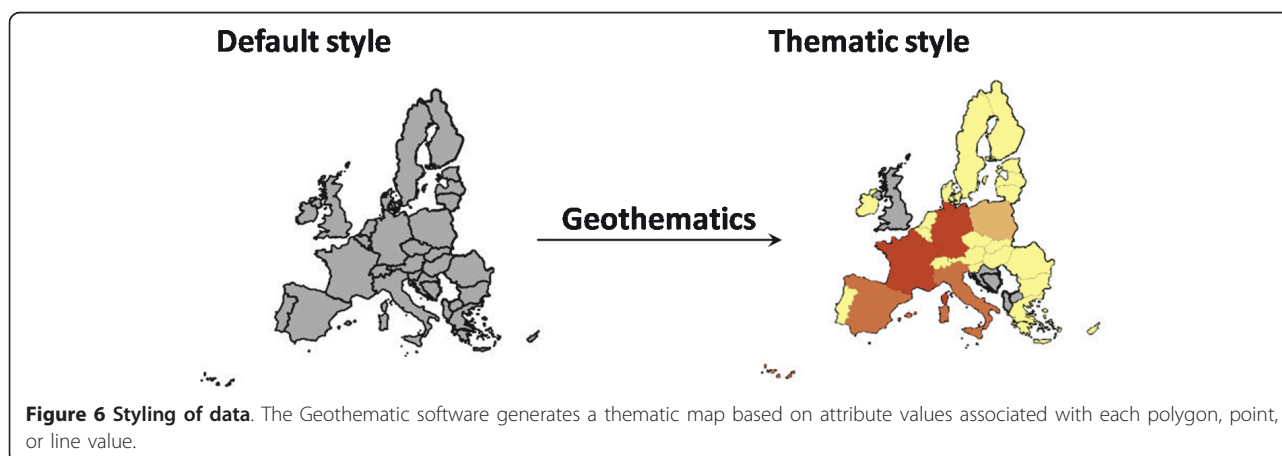 Default style
Thematic style
Geothematics
Figure 6 Styling of data. The Geothematic software generates a thematic map based on attribute values associated with each polygon, point,
or line value.